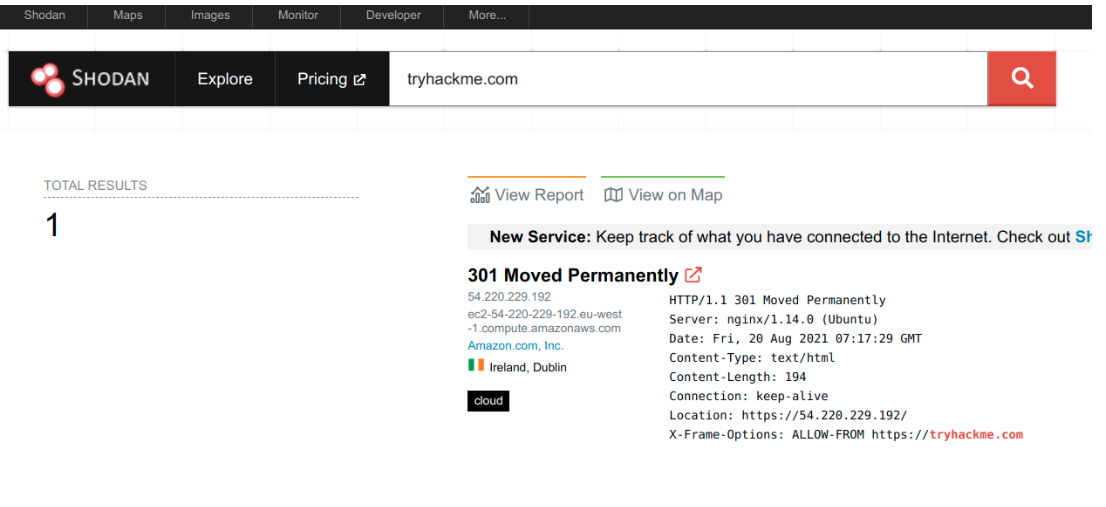 Shodan Maps Images Monitor Developer More...
SHODAN Explore Pricing tryhackme.com
TOTAL RESULTS
1
View Report View on Map
New Service: Keep track of what you have connected to the Internet. Check out Sh
301 Moved Permanently
54.220.229.192
ec2-54-220-229-192.eu-west
-1.compute.amazonaws.com
Amazon.com, Inc.
Ireland, Dublin
cloud
HTTP/1.1 301 Moved Permanently
Server: nginx/1.14.0 (Ubuntu)
Date: Fri, 20 Aug 2021 07:17:29 GMT
Content-Type: text/html
Content-Length: 194
Connection: keep-alive
Location: https://54.220.229.192/
X-Frame-Options: ALLOW-FROM https://tryhackme.com